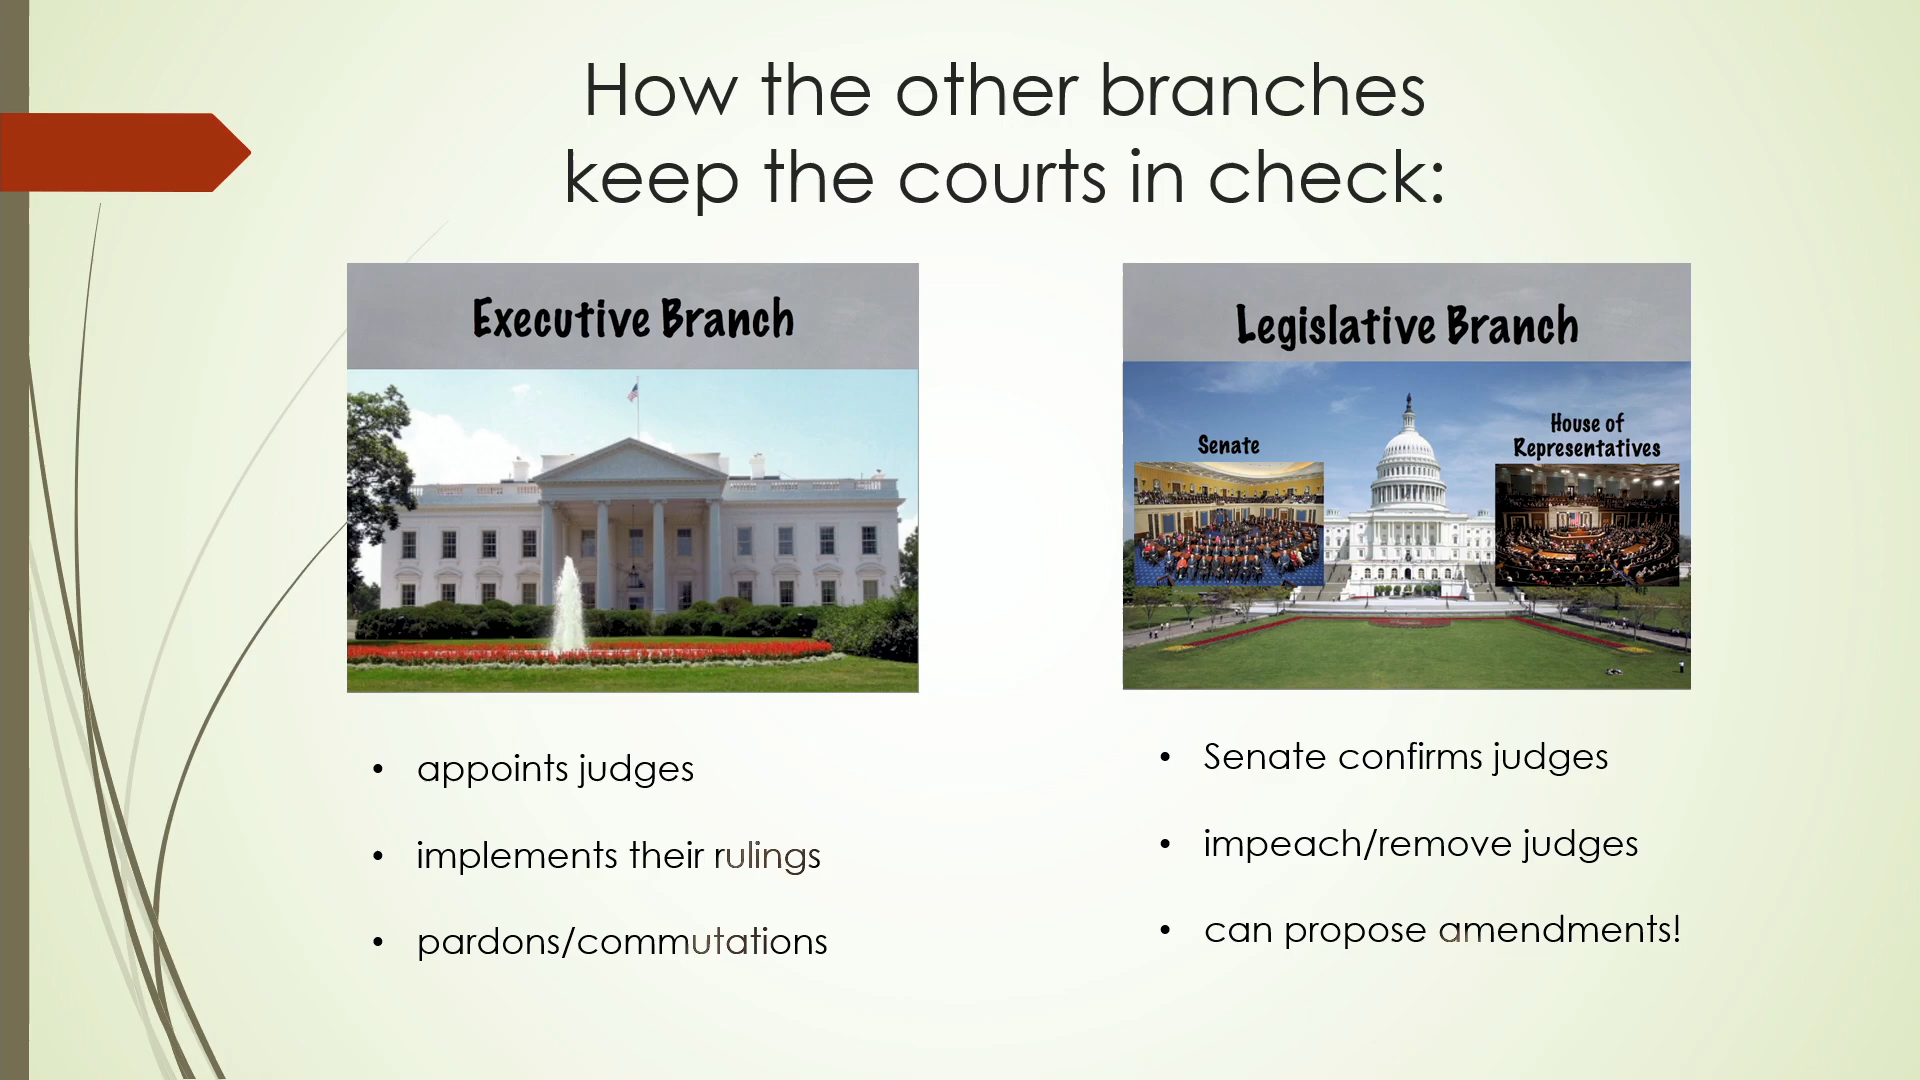 How the other branches
keep the courts in check:
Executive Branch
Legislative Branch
Senate
House of
Representatives
• appoints judges
• implements their rulings
• pardons/commutations
• Senate confirms judges
• impeach/remove judges
• can propose amendments!